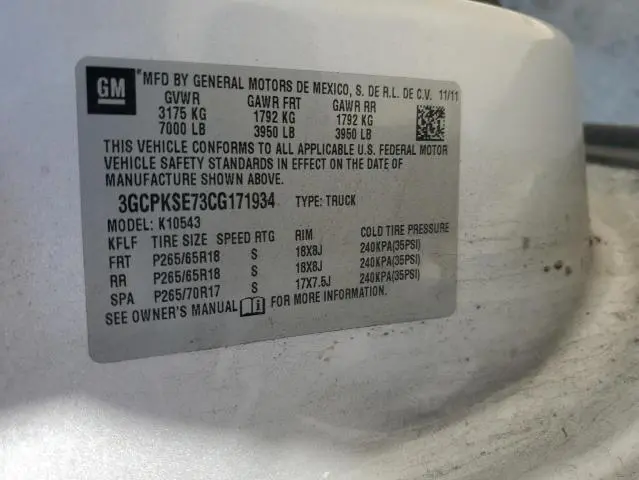 GM
*MFD BY GENERAL MOTORS DE MEXICO, S. DE R.L. DE C.V. 11/11
GVWR GAWR FRT GAWR RR
3175 KG 1792 KG 1792 KG
7000 LB 3950 LB 3950 LB
THIS VEHICLE CONFORMS TO ALL APPLICABLE U.S. FEDERAL MOTOR
VEHICLE SAFETY STANDARDS IN EFFECT ON THE DATE OF
MANUFACTURE SHOWN ABOVE.
3GCPKSE73CG171934 TYPE: TRUCK
MODEL: K10543
KFLF TIRE SIZE SPEED RTG RIM COLD TIRE PRESSURE
FRT P265/65R18 S 18X8J 240KPA(35PSI)
RR P265/65R18 S 18X8J 240KPA(35PSI)
SPA P265/70R17 S 17X7.5J 240KPA(35PSI)
SEE OWNER'S MANUAL FOR MORE INFORMATION.